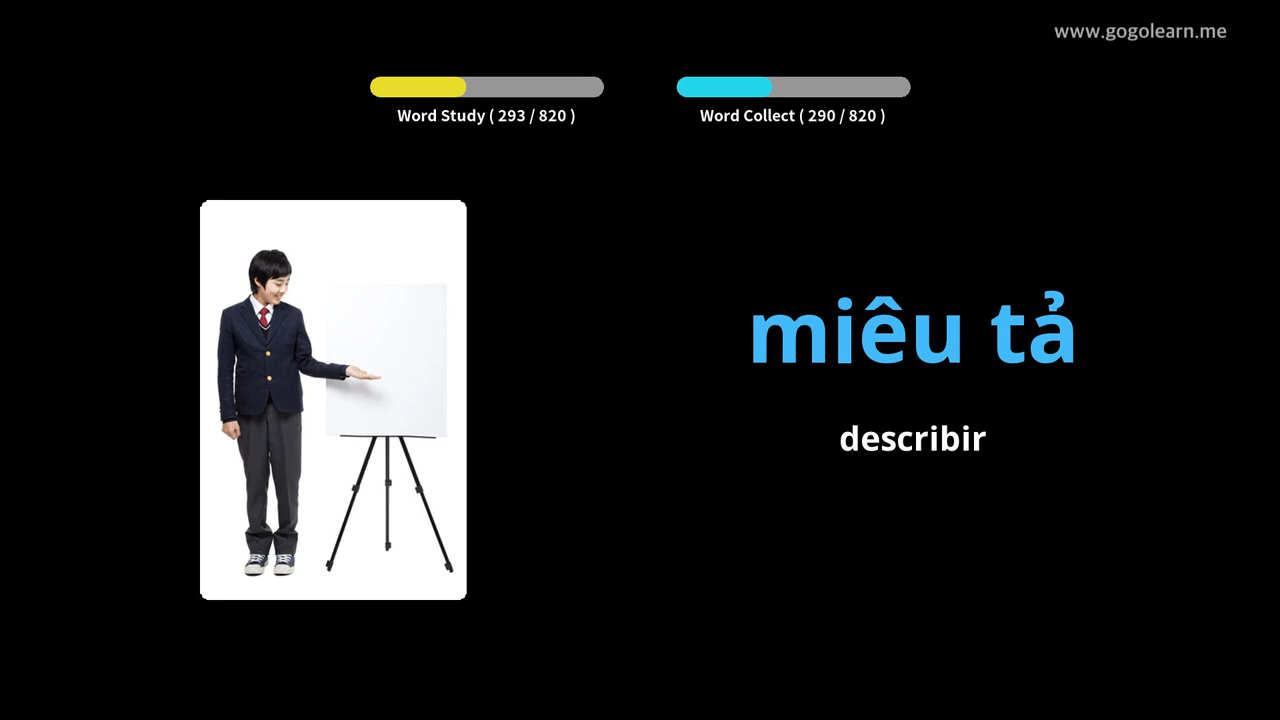 www.gogolearn.me
Word Study ( 293 / 820 )
Word Collect ( 290 / 820 )
miêu tả
describir